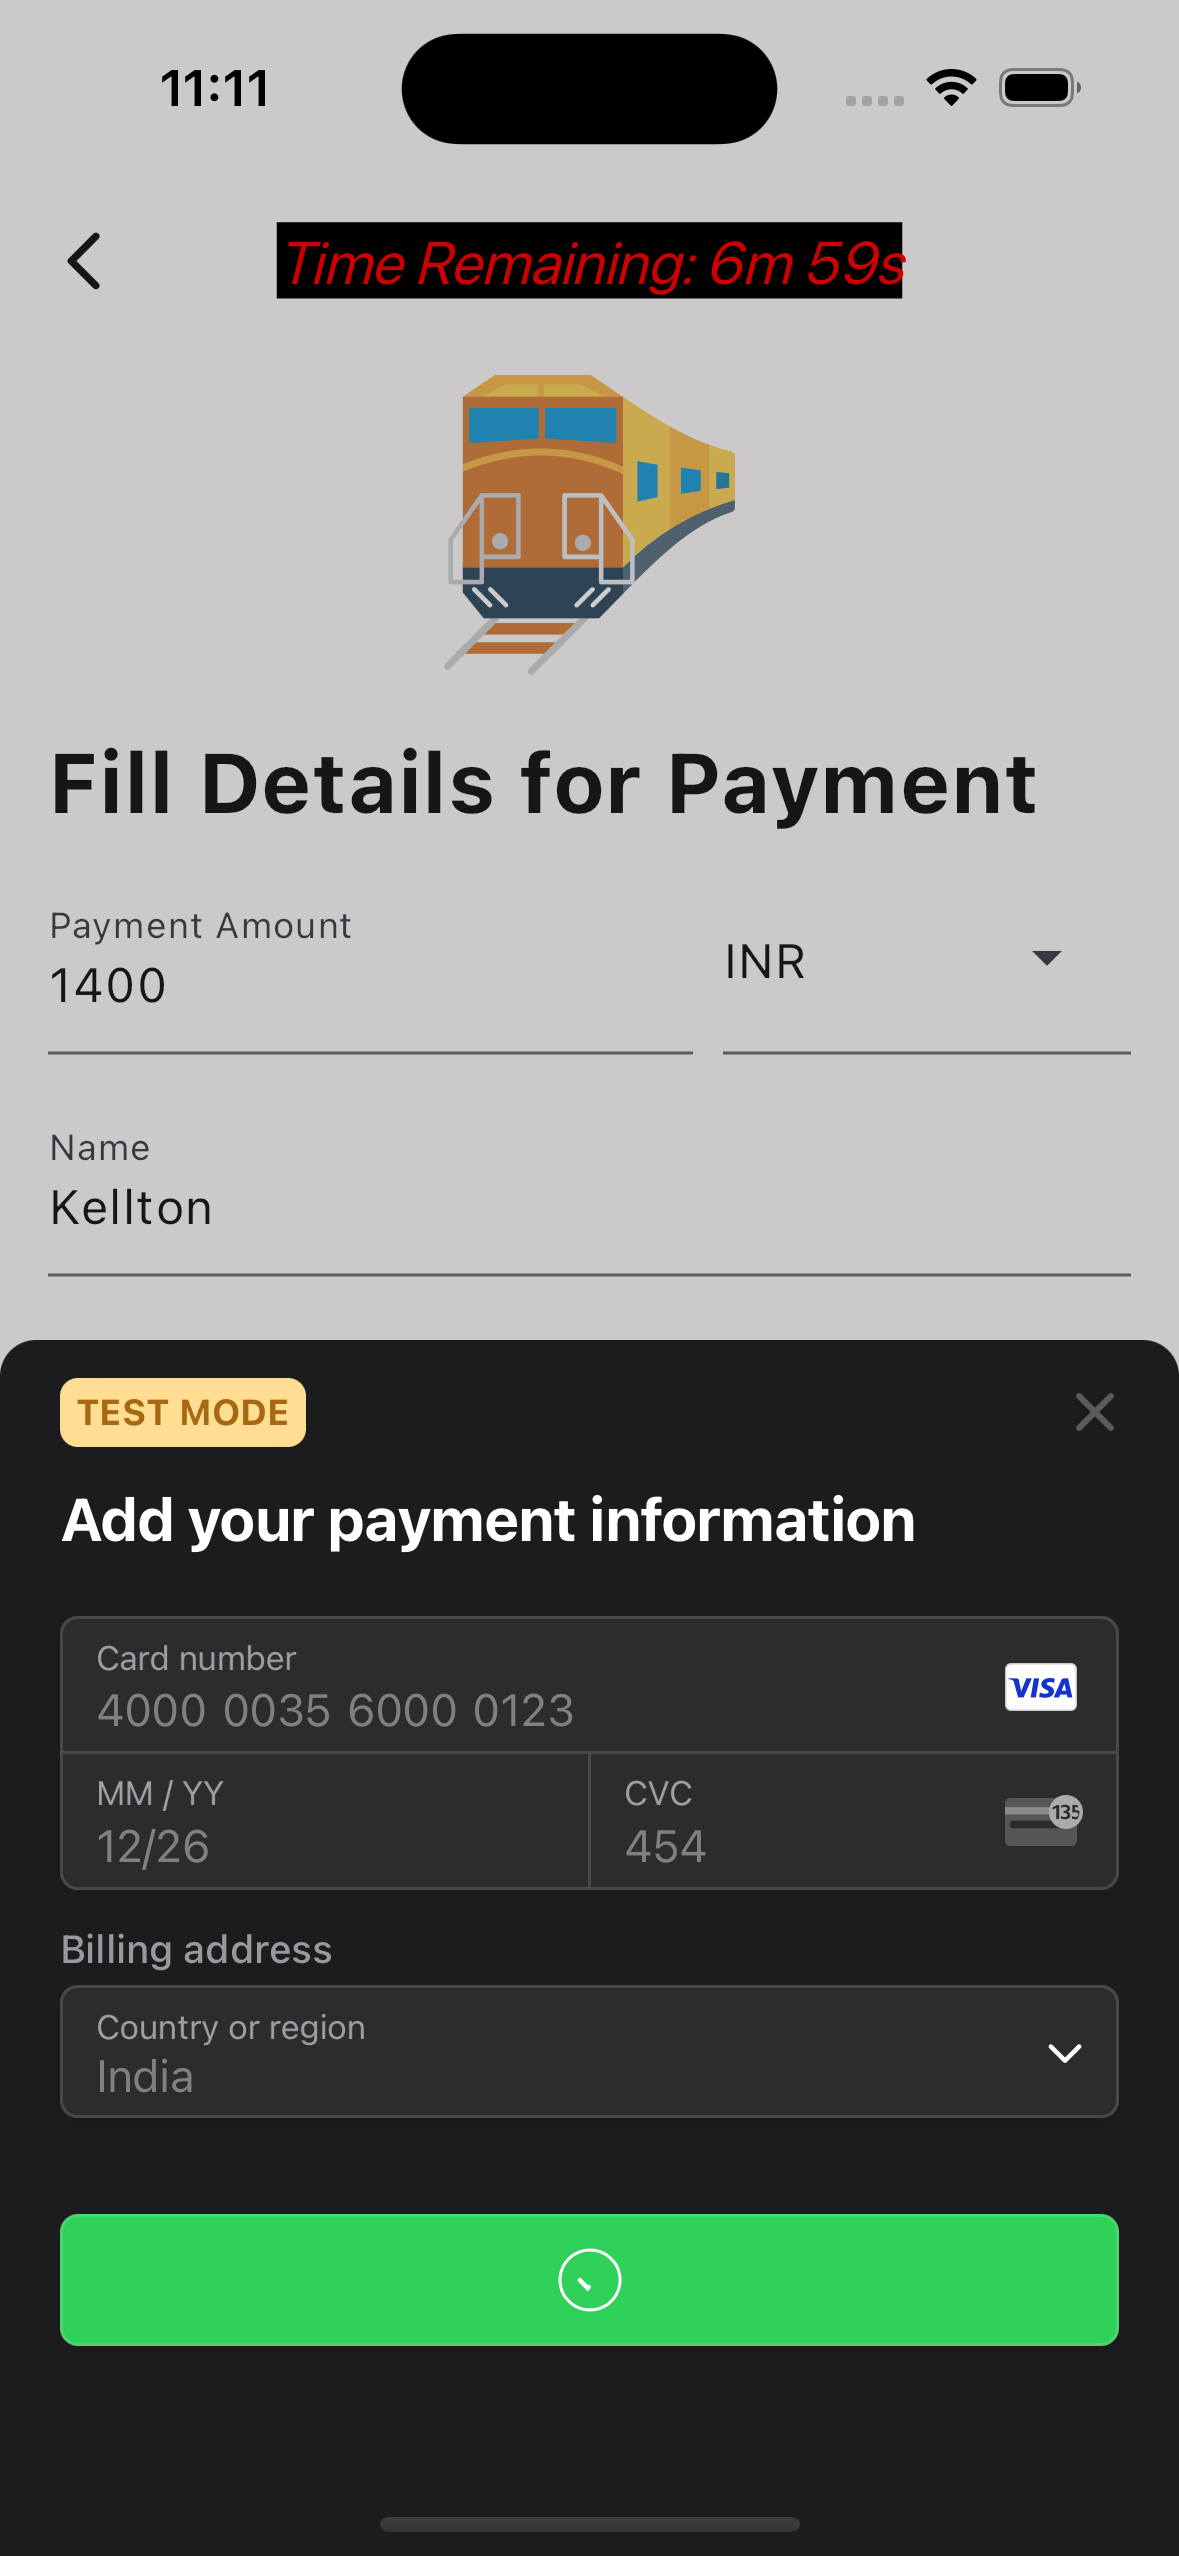 11:11
Time Remaining: 6m 59s
Fill Details for Payment
Payment Amount
1400
INR
Name
Kellton
TEST MODE
Add your payment information
Card number
4000 0035 6000 0123
VISA
MM / YY
12/26
CVC
454
135
Billing address
Country or region
India